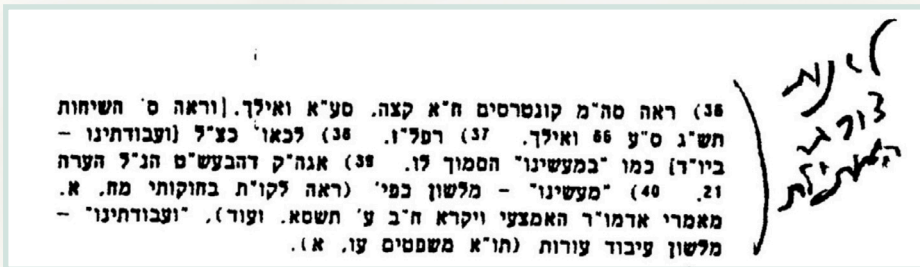 36) ראה סה"מ קונטרסים ח"א קצה, סע"א ואילך. [וראה ס' השיחות
תש"ג ס"ע 66 ואילך. 37) רפל"ו. 38) לכאו' כצ"ל [ועבודתינו –
ביו"ד] כמו "במעשינו" הסמוך לו. 39) אגה"ק דהבעש"ט הנ"ל הערה
21. 40) "מעשינו" – מלשון כפי' (ראה לקו"ת בחוקותי מח, א.
מאמרי אדמו"ר האמצעי ויקרא ח"ב ע' תשסא. ועוד), "ועבודתינו" –
מלשון עיבוד עורות (תו"א משפטים עו, א).